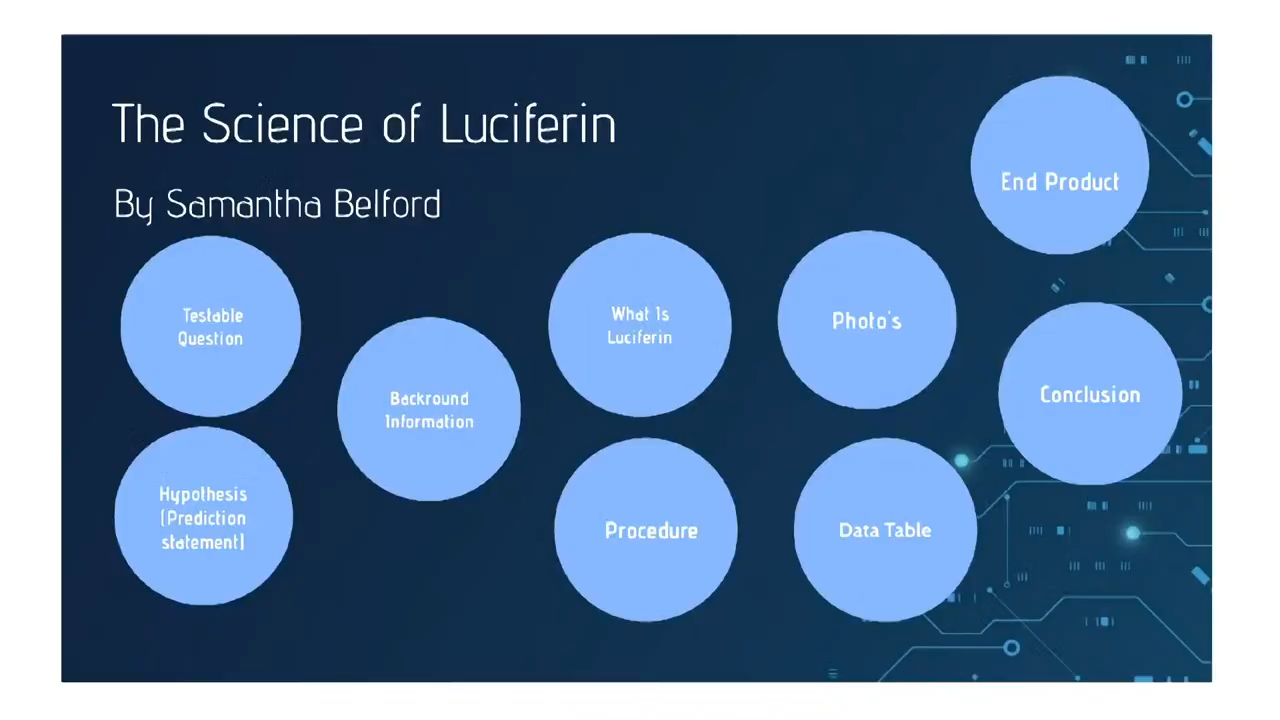 The Science of Luciferin
By Samantha Belford
Testable
Question
Hypothesis
(Prediction
statement)
Backround
Information
What Is
Luciferin
Procedure
Photo's
Data Table
End Product
Conclusion